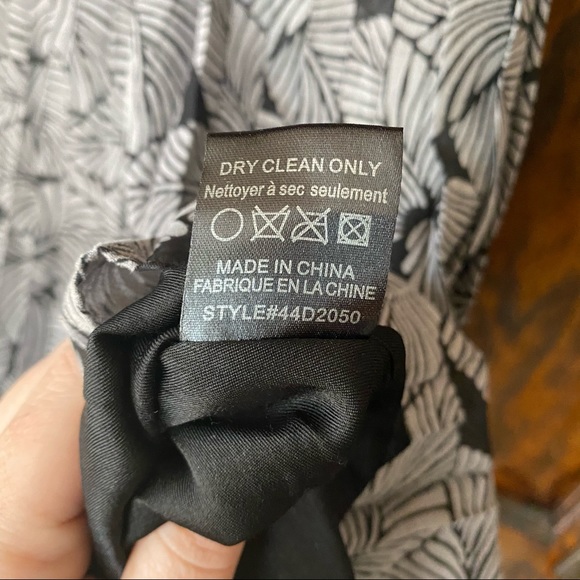 DRY CLEAN ONLY
Nettoyer à sec seulement
MADE IN CHINA
FABRIQUE EN LA CHINE
STYLE#44D2050